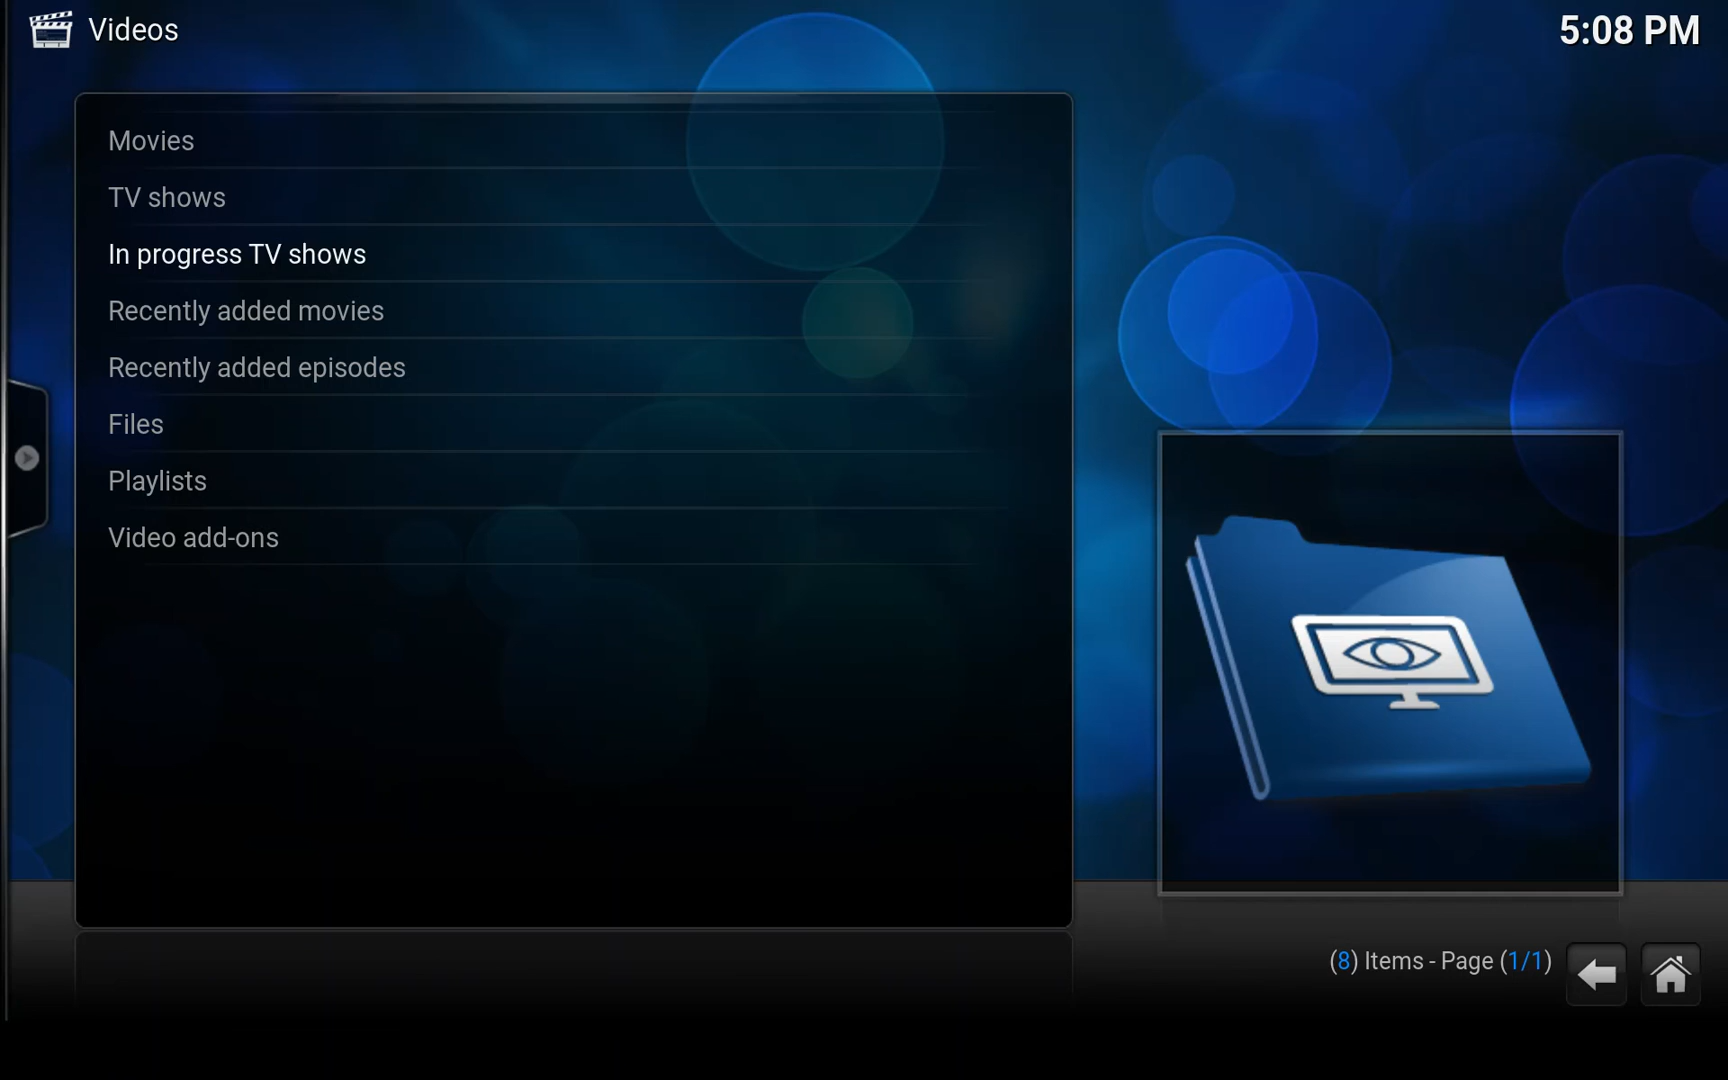 Videos
5:08 PM
Movies
TV shows
In progress TV shows
Recently added movies
Recently added episodes
Files
Playlists
Video add-ons
(8) Items - Page (1/1)